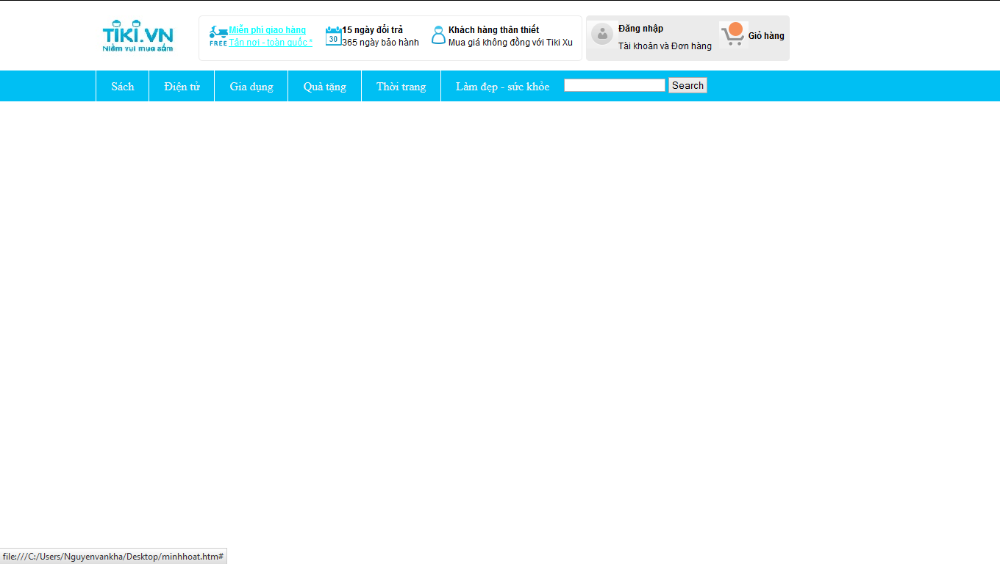 TIKI.VN
Niềm vui mua sắm
FREE
Miễn phí giao hàng
Tận nơi - toàn quốc *
30
15 ngày đổi trả
365 ngày bảo hành
Khách hàng thân thiết
Mua giá không đồng với Tiki Xu
Đăng nhập
Tài khoản và Đơn hàng
Giỏ hàng
Sách
Điện tử
Gia dụng
Quà tặng
Thời trang
Làm đẹp - sức khỏe
Search
file:///C:/Users/Nguyenvankha/Desktop/minhhoat.htm#